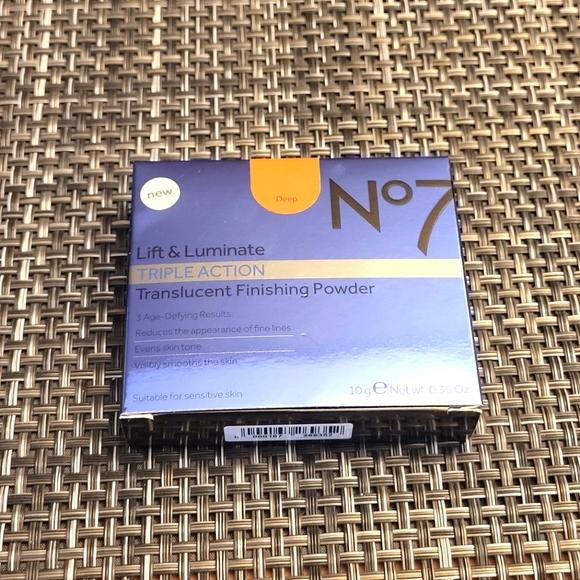 new
Deep
No7
Lift & Luminate
TRIPLE ACTION
Translucent Finishing Powder
3 Age-Defying Results:
Reduces the appearance of fine lines
Evens skin tone
Visibly smooths the skin
Suitable for sensitive skin
10 g ℮ Net wt. 0.35 Oz.